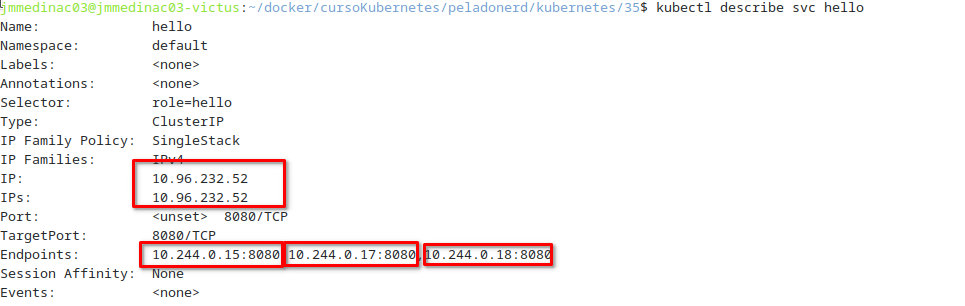 jmmedinac03@jmmedinac03-victus:~/docker/cursoKubernetes/peladonerd/kubernetes/35$ kubectl describe svc hello
Name: hello
Namespace: default
Labels: <none>
Annotations: <none>
Selector: role=hello
Type: ClusterIP
IP Family Policy: SingleStack
IP Families: IPv4
IP: 10.96.232.52
IPs: 10.96.232.52
Port: <unset> 8080/TCP
TargetPort: 8080/TCP
Endpoints: 10.244.0.15:8080,10.244.0.17:8080,10.244.0.18:8080
Session Affinity: None
Events: <none>